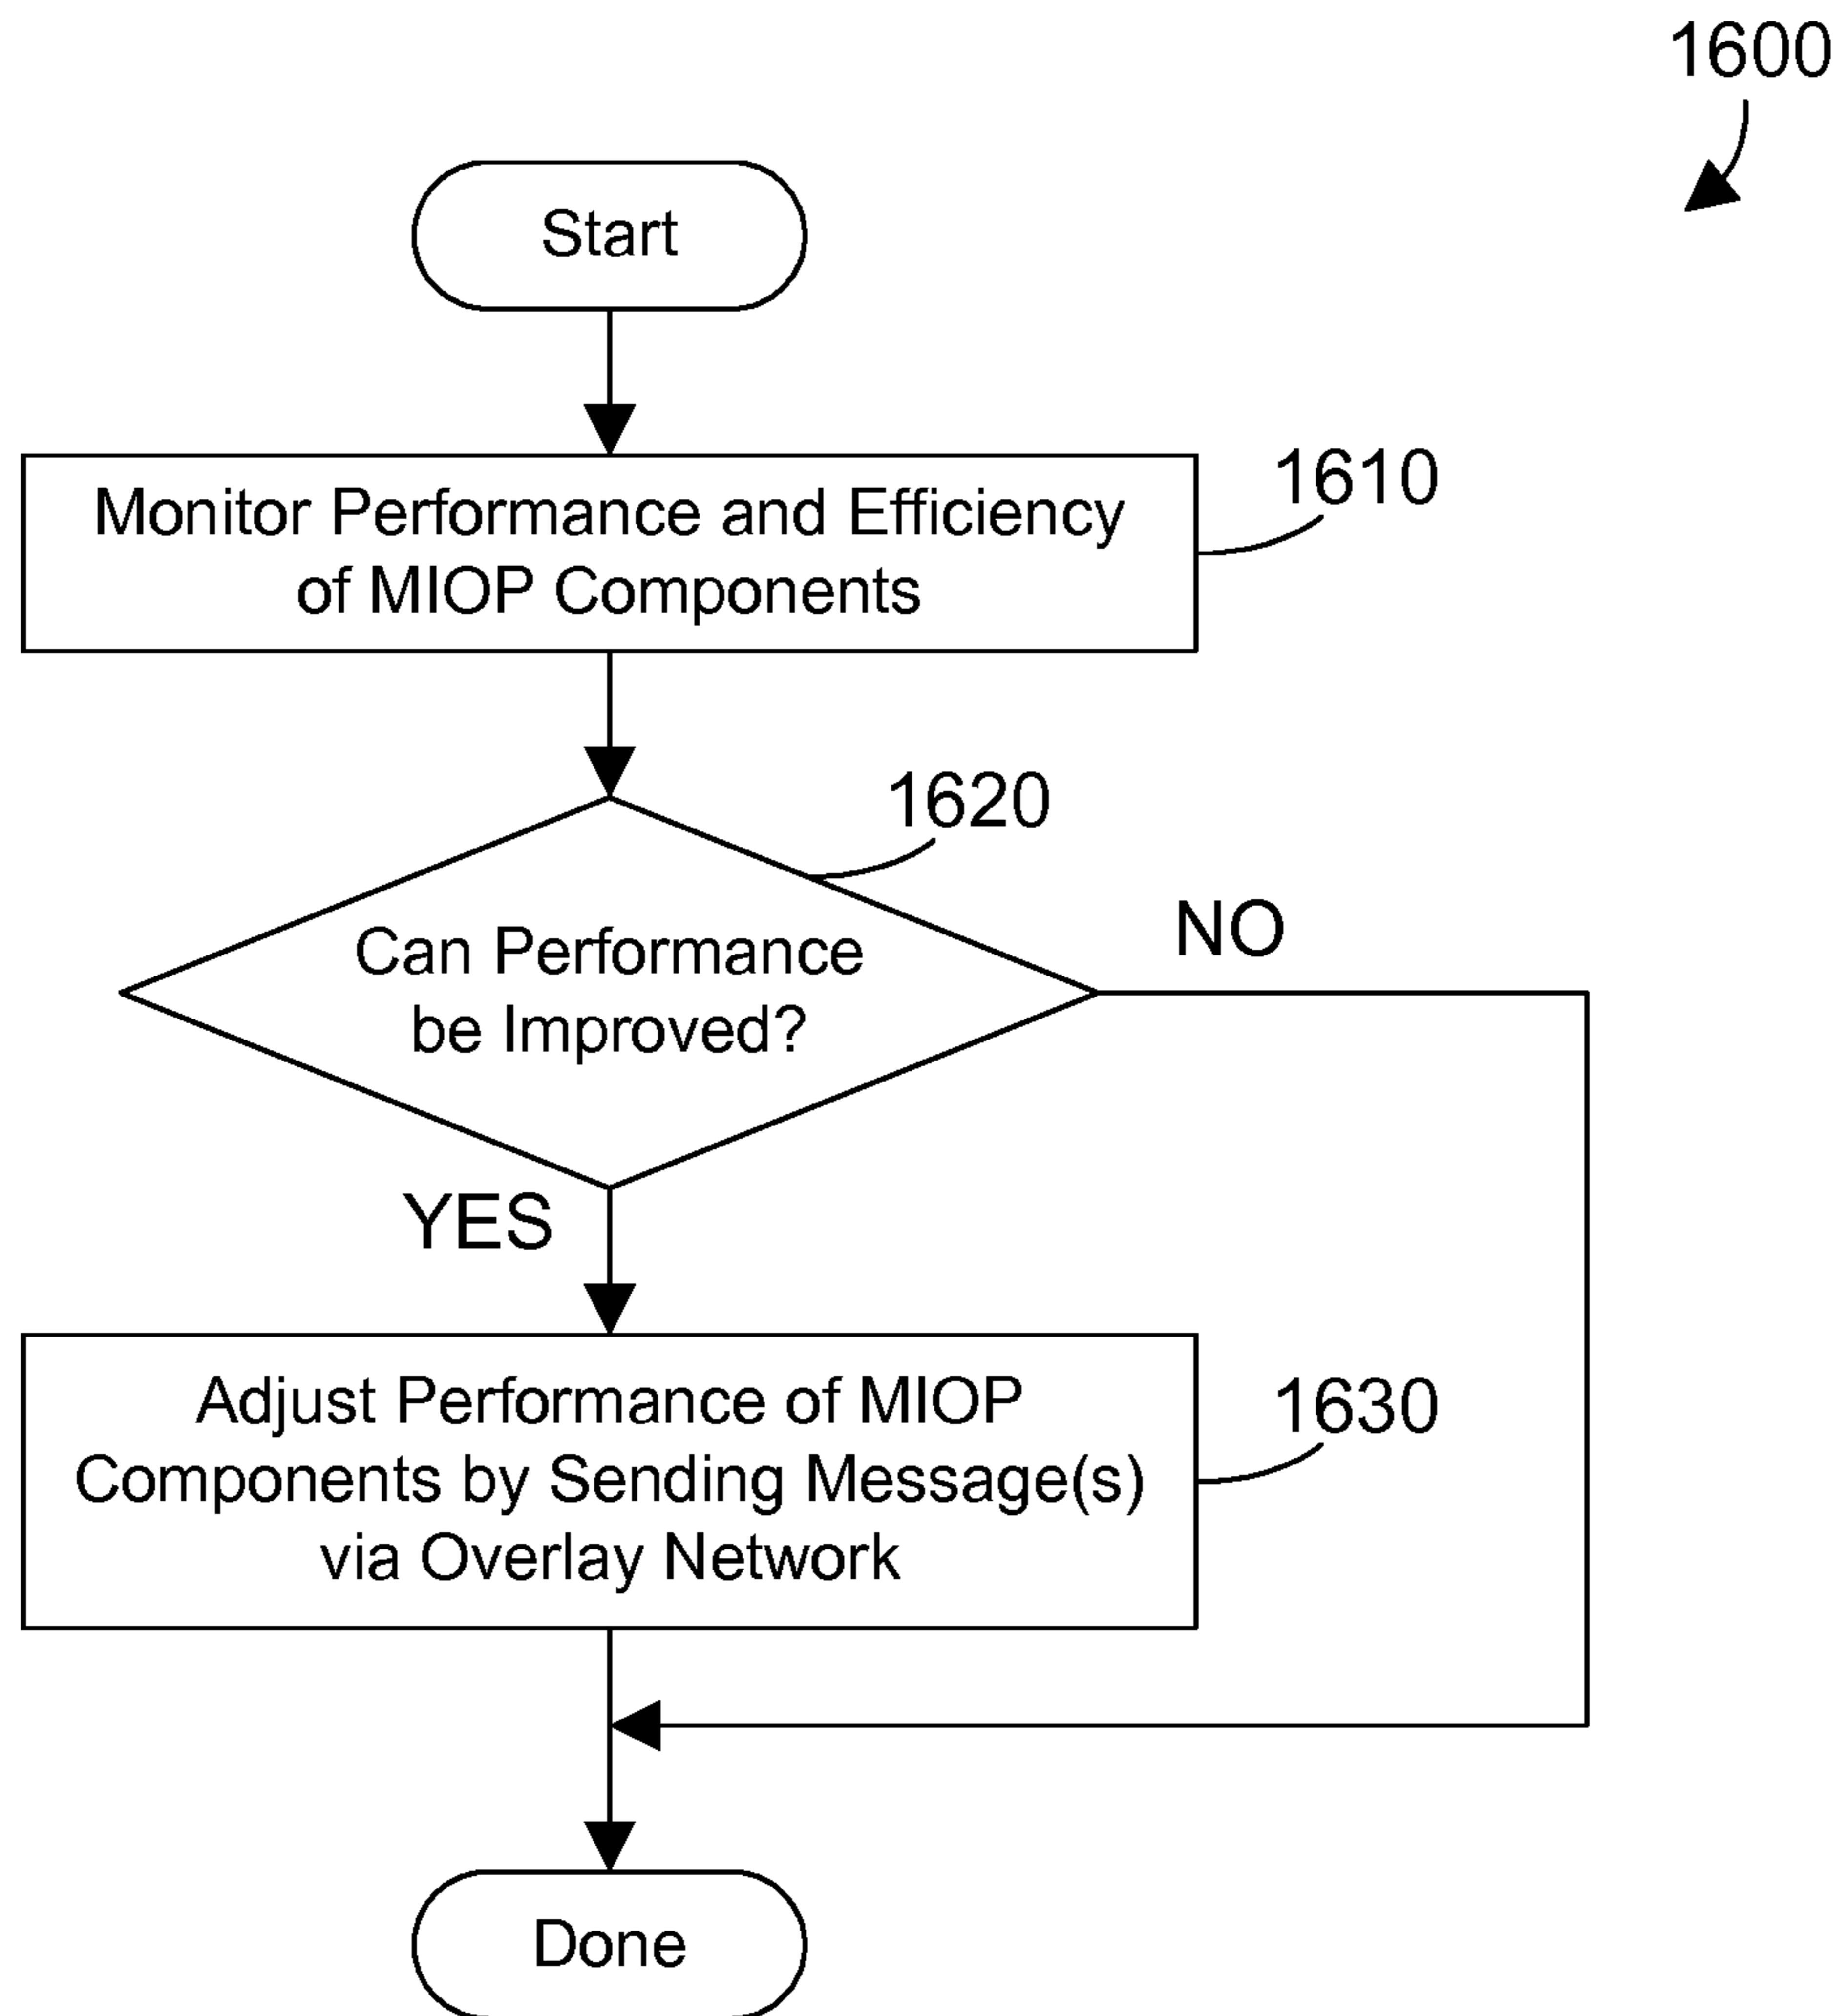 1600
Start
Monitor Performance and Efficiency
of MIOP Components
1610
1620
Can Performance
be Improved?
NO
YES
Adjust Performance of MIOP
Components by Sending Message(s)
via Overlay Network
1630
Done